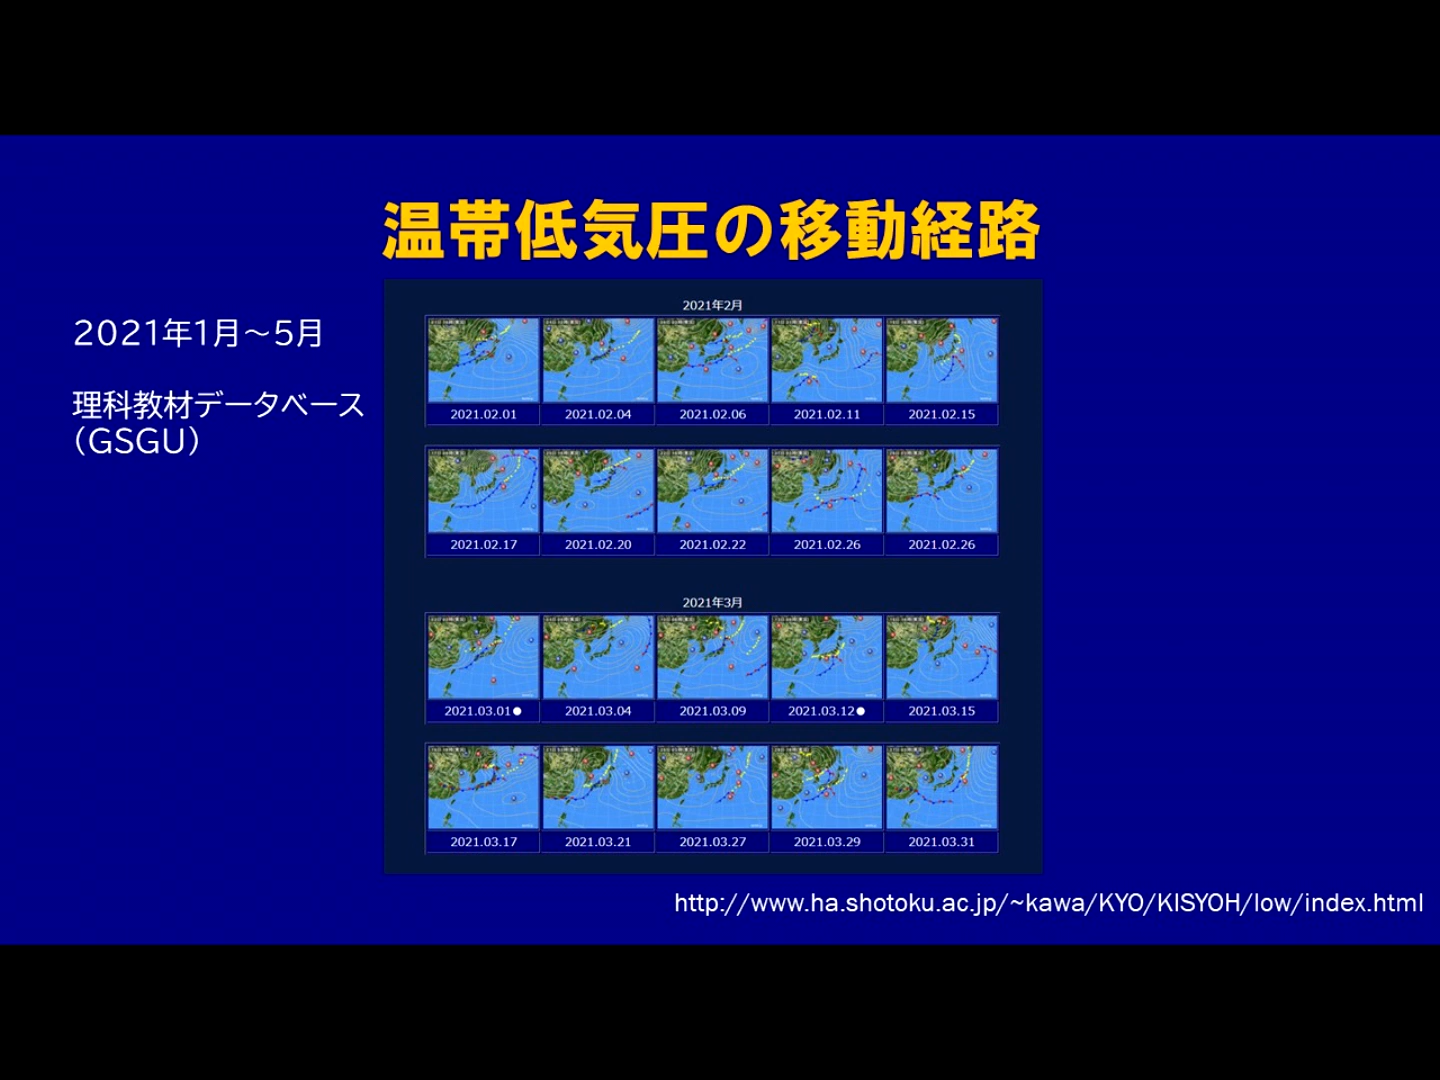 温帯低気圧の移動経路
2021年1月～5月
理科教材データベース
（GSGU）
2021年2月
2021.02.01 2021.02.04 2021.02.06 2021.02.11 2021.02.15
2021.02.17 2021.02.20 2021.02.22 2021.02.26 2021.02.26
2021年3月
2021.03.01● 2021.03.04 2021.03.09 2021.03.12● 2021.03.15
2021.03.17 2021.03.21 2021.03.27 2021.03.29 2021.03.31
http://www.ha.shotoku.ac.jp/~kawa/KYO/KISYOH/low/index.html